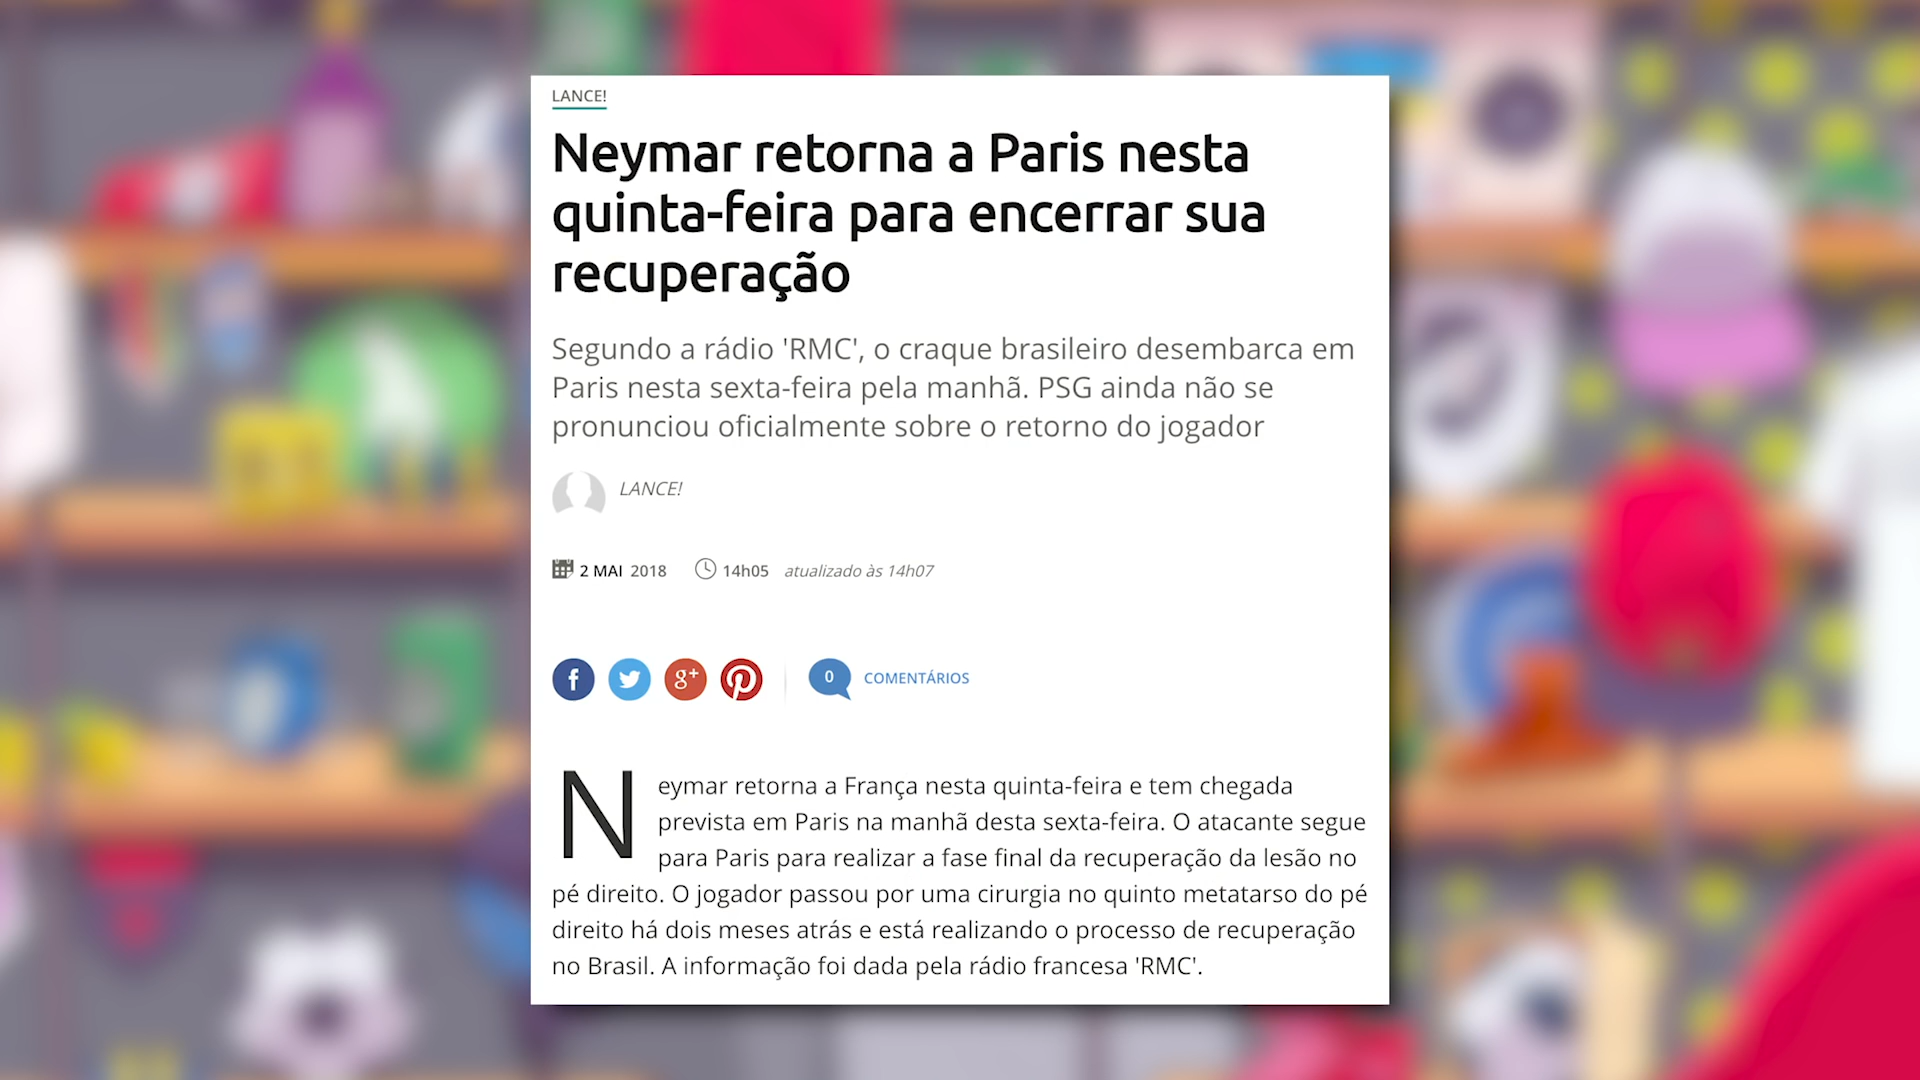 LANCE!
Neymar retorna a Paris nesta
quinta-feira para encerrar sua
recuperação
Segundo a rádio 'RMC', o craque brasileiro desembarca em
Paris nesta sexta-feira pela manhã. PSG ainda não se
pronunciou oficialmente sobre o retorno do jogador
LANCE!
2 MAI 2018 14h05 atualizado às 14h07
0 COMENTÁRIOS
Neymar retorna a França nesta quinta-feira e tem chegada
prevista em Paris na manhã desta sexta-feira. O atacante segue
para Paris para realizar a fase final da recuperação da lesão no
pé direito. O jogador passou por uma cirurgia no quinto metatarso do pé
direito há dois meses atrás e está realizando o processo de recuperação
no Brasil. A informação foi dada pela rádio francesa 'RMC'.